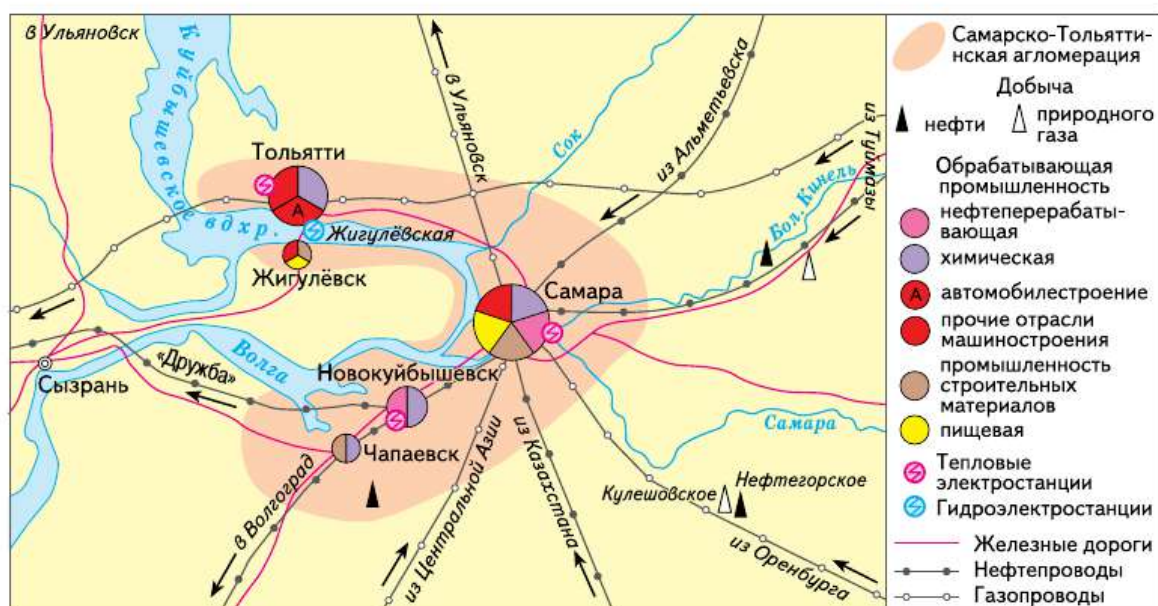 в Ульяновск
Куйбышевское вдхр.
Тольятти
А
Жигулёвская
Жигулёвск
в Ульяновск
Сок
из Альметьевска
из Туймазы
Бол. Кинель
Самара
Волга
«Дружба»
Сызрань
Новокуйбышевск
Чапаевск
в Волгоград
из Центральной Азии
из Казахстана
Кулешовское
Нефтегорское
Самара
из Оренбурга
Самарско-Тольятти-
нская агломерация
Добыча
нефти
природного
газа
Обрабатывающая
промышленность
нефтеперерабаты-
вающая
химическая
А
автомобилестроение
прочие отрасли
машиностроения
промышленность
строительных
материалов
пищевая
Тепловые
электростанции
Гидроэлектростанции
Железные дороги
Нефтепроводы
Газопроводы